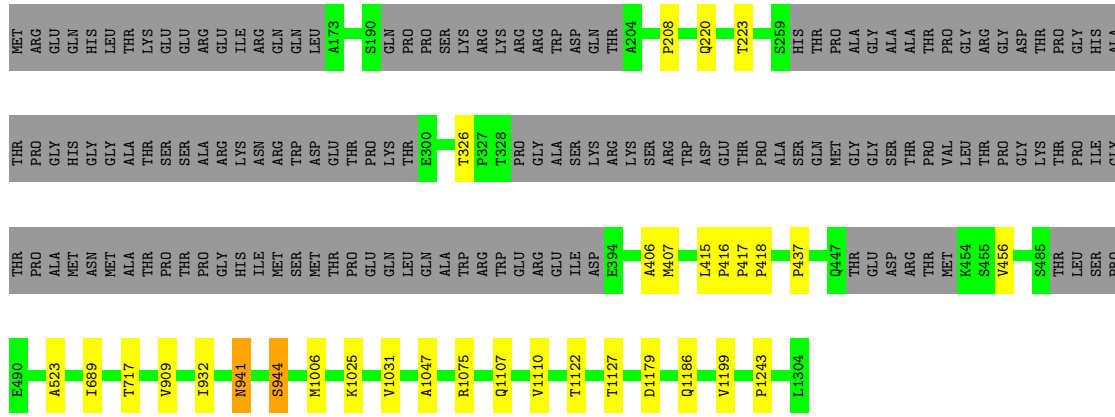 MET ARG GLU GLN HIS LEU THR LYS GLU GLU ARG GLU ILE ARG GLN GLN LEU A173 S190 GLN PRO PRO SER LYS ARG LYS ARG ARG TRP ASP GLN THR A204 P208 Q220 T223 S259 HIS THR PRO ALA GLY ALA ALA THR PRO GLY ARG GLY ASP THR PRO GLY HIS ALA
THR PRO GLY HIS GLY GLY ALA THR SER SER ALA ARG LYS ASN ARG TRP ASP GLU THR PRO LYS THR E300 T326 P327 T328 PRO GLY ALA SER LYS ARG LYS SER ARG TRP ASP GLU THR PRO ALA SER GLN MET GLY GLY SER THR PRO VAL LEU THR PRO GLY LYS THR PRO ILE GLY
THR PRO ALA MET ASN MET ALA THR PRO THR PRO GLY HIS ILE MET SER MET THR PRO GLU GLN LEU GLN ALA TRP ARG TRP GLU ARG GLU ILE ASP E394 A406 M407 L415 P416 P417 P418 P437 Q447 THR GLU ASP ARG THR MET K454 S455 V456 S485 THR LEU SER PRO
E490 A523 I689 T717 V909 I932 N941 S944 M1006 K1025 V1031 A1047 R1075 Q1107 V1110 T1122 T1127 D1179 Q1186 V1199 P1243 L1304